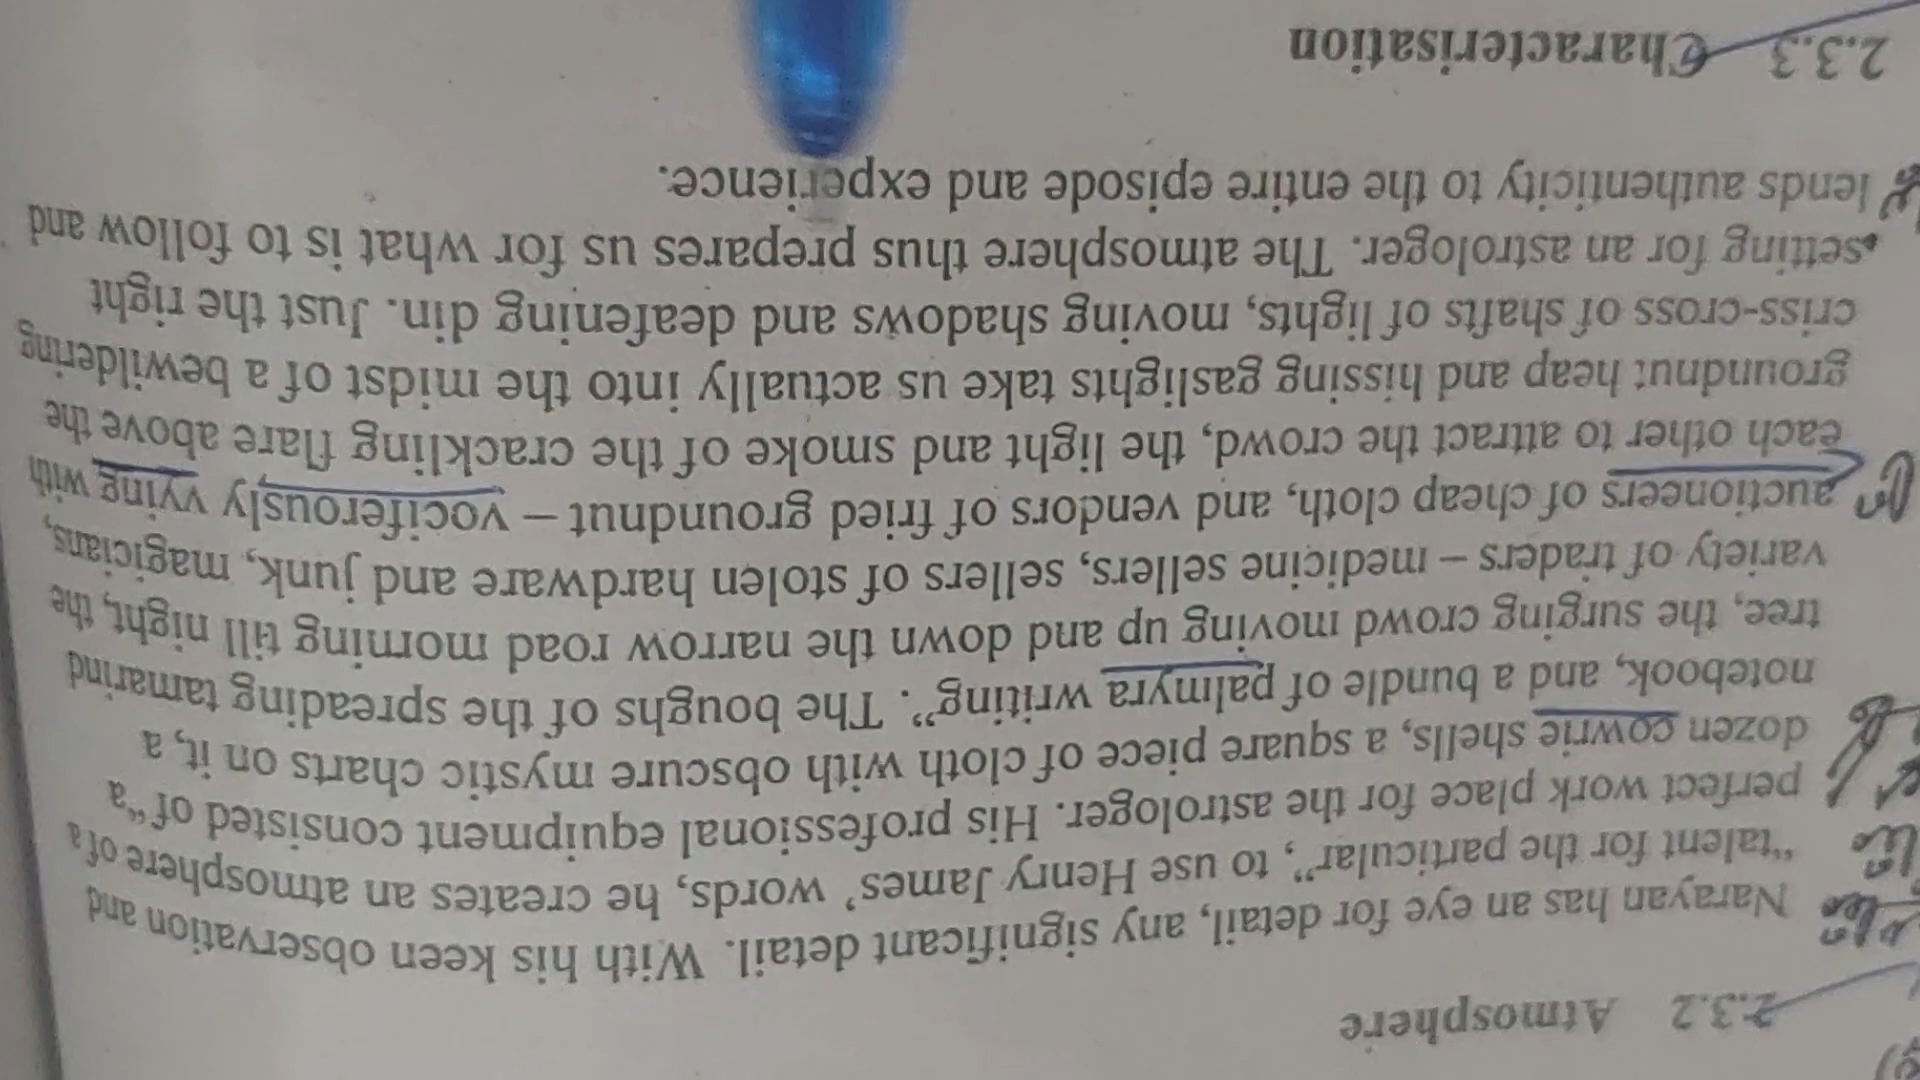 2.3.2 Atmosphere
Narayan has an eye for detail, any significant detail. With his keen observation and
"talent for the particular", to use Henry James' words, he creates an atmosphere of a
perfect work place for the astrologer. His professional equipment consisted of "a
dozen cowrie shells, a square piece of cloth with obscure mystic charts on it, a
notebook, and a bundle of palmyra writing". The boughs of the spreading tamarind
tree, the surging crowd moving up and down the narrow road morning till night, the
variety of traders – medicine sellers, sellers of stolen hardware and junk, magicians,
auctioneers of cheap cloth, and vendors of fried groundnut – vociferously vying with
each other to attract the crowd, the light and smoke of the crackling flare above the
groundnut heap and hissing gaslights take us actually into the midst of a bewildering
criss-cross of shafts of lights, moving shadows and deafening din. Just the right
setting for an astrologer. The atmosphere thus prepares us for what is to follow and
lends authenticity to the entire episode and experience.
2.3.3 Characterisation